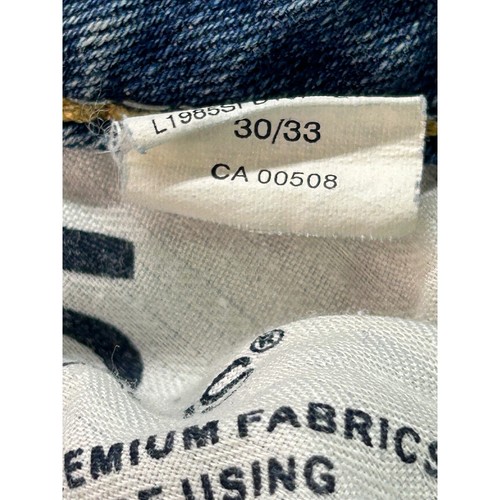 30/33
CA 00508
®
EMIUM FABRICS
USING